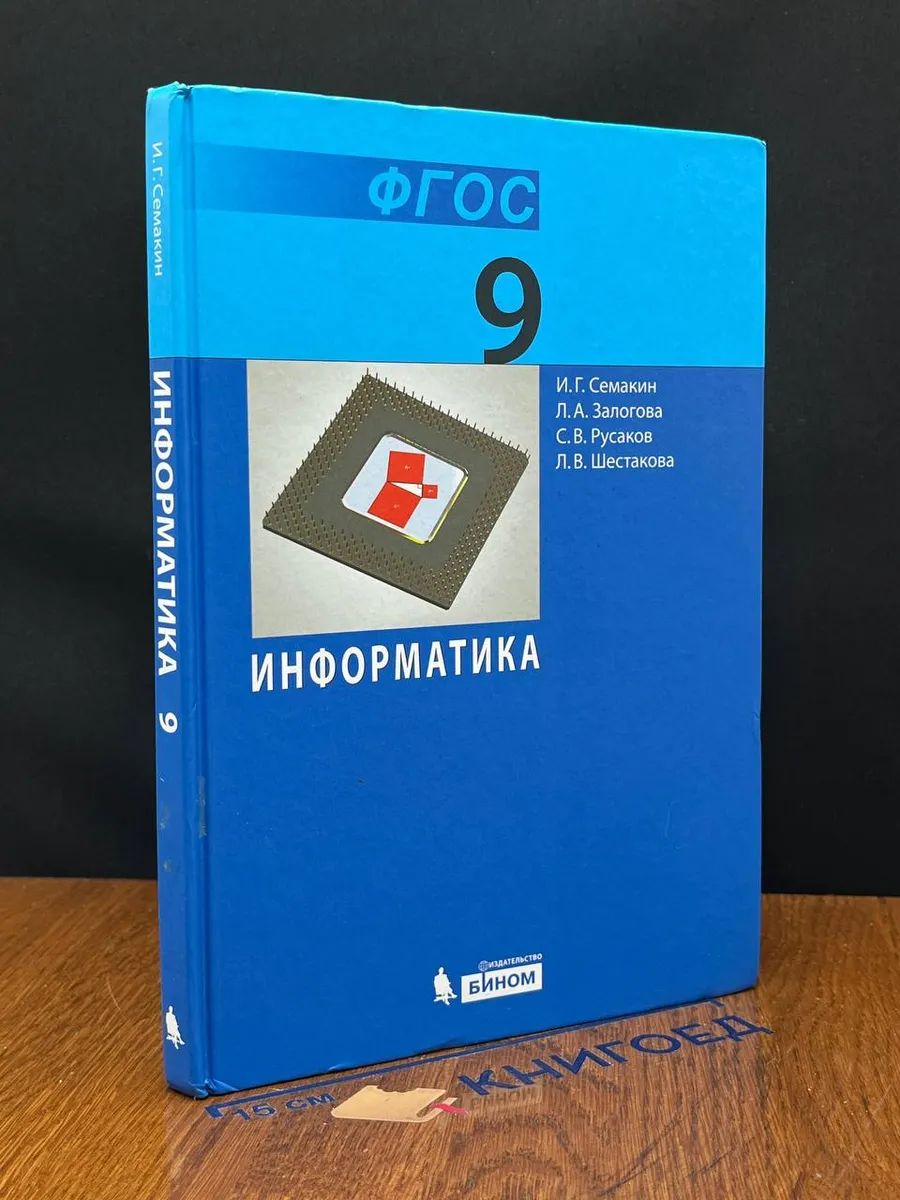 И. Г. Семакин
ИНФОРМАТИКА
9
ФГОС
9
И. Г. Семакин
Л. А. Залогова
С. В. Русаков
Л. В. Шестакова
ИНФОРМАТИКА
ИЗДАТЕЛЬСТВО
БИНОМ
15 см
КНИГОЕД